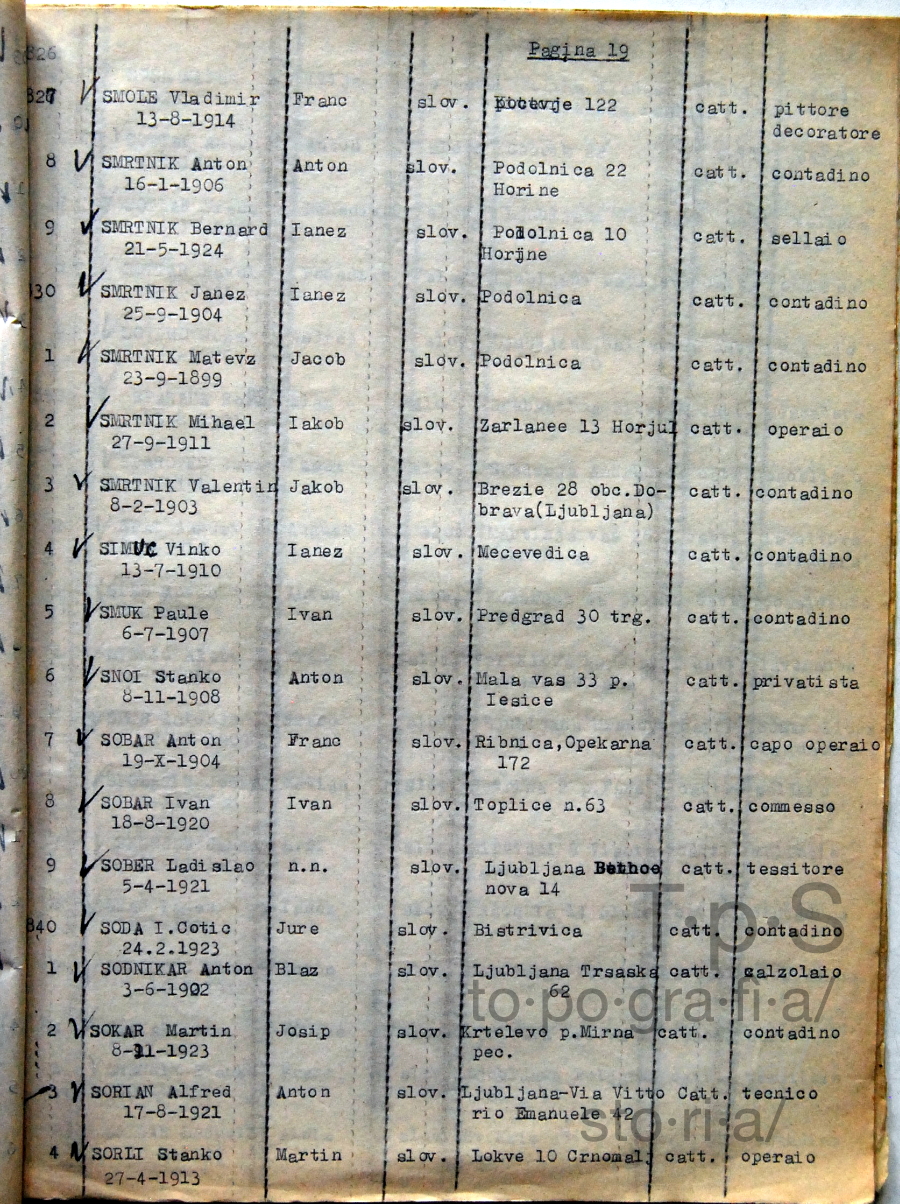 826
Pagina 19
827 SMOLE Vladimir Franc slov. Kocevje 122 catt. pittore
13-8-1914 decoratore
8 SMRTNIK Anton Anton slov. Podolnica 22 catt. contadino
16-1-1906 Horine
9 SMRTNIK Bernard Ianez slov. Podolnica 10 catt. sellaio
21-5-1924 Horjne
830 SMRTNIK Janez Ianez slov. Podolnica catt. contadino
25-9-1904
1 SMRTNIK Matevz Jacob slov. Podolnica catt. contadino
23-9-1899
2 SMRTNIK Mihael Iakob slov. Zarlanee 13 Horjul catt. operaio
27-9-1911
3 SMRTNIK Valentin Jakob slov. Brezie 28 obc.Do- catt. contadino
8-2-1903 brava(Ljubljana)
4 SIMUC Vinko Ianez slov. Mecevedica catt. contadino
13-7-1910
5 SMUK Paule Ivan slov. Predgrad 30 trg. catt. contadino
6-7-1907
6 SNOI Stanko Anton slov. Mala vas 33 p. catt. privatista
8-11-1908 Iesice
7 SOBAR Anton Franc slov. Ribnica,Opekarna catt. capo operaio
19-X-1904 172
8 SOBAR Ivan Ivan slov. Toplice n.63 catt. commesso
18-8-1920
9 SOBER Ladislao n.n. slov. Ljubljana Bethoe catt. tessitore
5-4-1921 nova 14
840 SODA I.Cotic Jure slov. Bistrivica catt. contadino
24.2.1923
1 SODNIKAR Anton Blaz slov. Ljubljana Trsaska catt. calzolaio
3-6-1902 62
2 SOKAR Martin Josip slov. Krtelevo p.Mirna catt. contadino
8-11-1923 pec.
3 SORIAN Alfred Anton slov. Ljubljana-Via Vitto Catt. tecnico
17-8-1921 rio Emanuele 42
4 SORLI Stanko Martin slov. Lokve 10 Crnomalj catt. operaio
27-4-1913
T·p·S
to·po·gra·fi·a/
sto·ri·a/